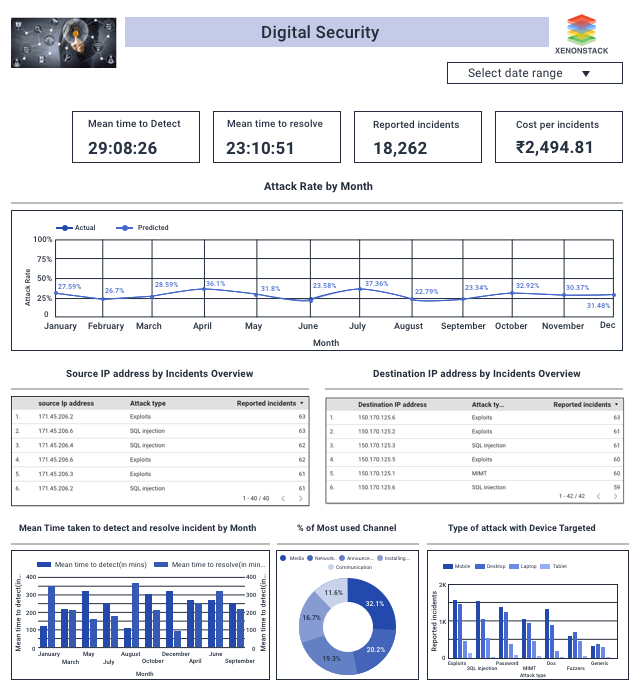 Digital Security
XENONSTACK
Select date range
Mean time to Detect
29:08:26
Mean time to resolve
23:10:51
Reported incidents
18,262
Cost per incidents
₹2,494.81
Attack Rate by Month
Actual Predicted
100%
75%
50%
25%
0
Attack Rate
27.59% 26.7% 28.59% 36.1% 31.8% 23.58% 37.36% 22.79% 23.34% 32.92% 30.37% 31.48%
January February March April May June July August September October November Dec
Month
Source IP address by Incidents Overview
source Ip address Attack type Reported incidents
1. 171.45.206.2 Exploits 63
2. 171.45.206.6 SQL injection 63
3. 171.45.206.4 SQL injection 62
4. 171.45.206.6 Exploits 62
5. 171.45.206.3 Exploits 61
6. 171.45.206.2 SQL injection 61
1 - 40 / 40
Destination IP address by Incidents Overview
Destination IP address Attack ty... Reported incidents
1. 150.170.125.6 Exploits 63
2. 150.170.125.2 Exploits 61
3. 150.170.125.3 SQL injection 61
4. 150.170.125.5 Exploits 60
5. 150.170.125.1 MIMT 60
6. 150.170.125.6 SQL injection 59
1 - 42 / 42
Mean Time taken to detect and resolve incident by Month
Mean time to detect(in mins) Mean time to resolve(in min...
Mean time to detect(in...
400
300
200
100
0
400
300
200
100
0
Mean time to detect(in...
January May September December June
March July October April September
Month
% of Most used Channel
Media Network.. Announce... Installing...
Communication
32.1%
20.2%
19.3%
16.7%
11.6%
Type of attack with Device Targeted
Mobile Desktop Laptop Tablet
Reported incidents
2K
1K
0
Exploits Password Dos Generic
SQL injection MIMT Fuzzers
Attack type